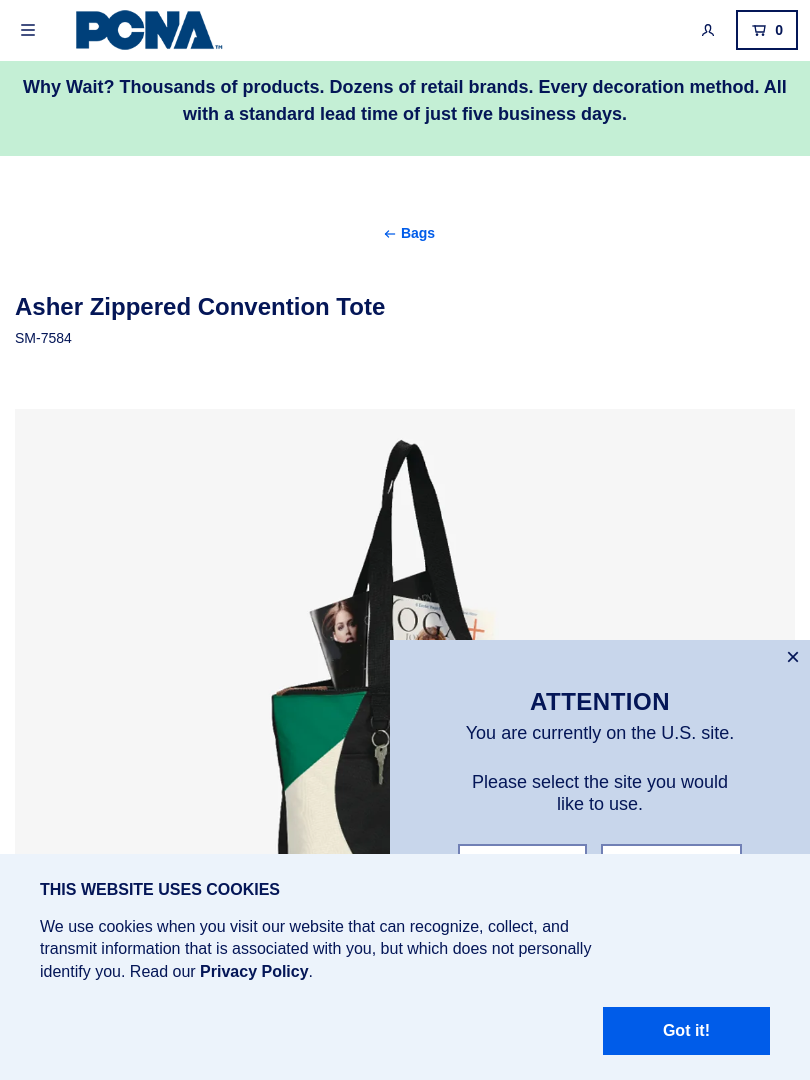 PCNA™
0
Why Wait? Thousands of products. Dozens of retail brands. Every decoration method. All
with a standard lead time of just five business days.
← Bags
Asher Zippered Convention Tote
SM-7584
ATTENTION
You are currently on the U.S. site.
Please select the site you would
like to use.
THIS WEBSITE USES COOKIES
We use cookies when you visit our website that can recognize, collect, and
transmit information that is associated with you, but which does not personally
identify you. Read our Privacy Policy.
Got it!